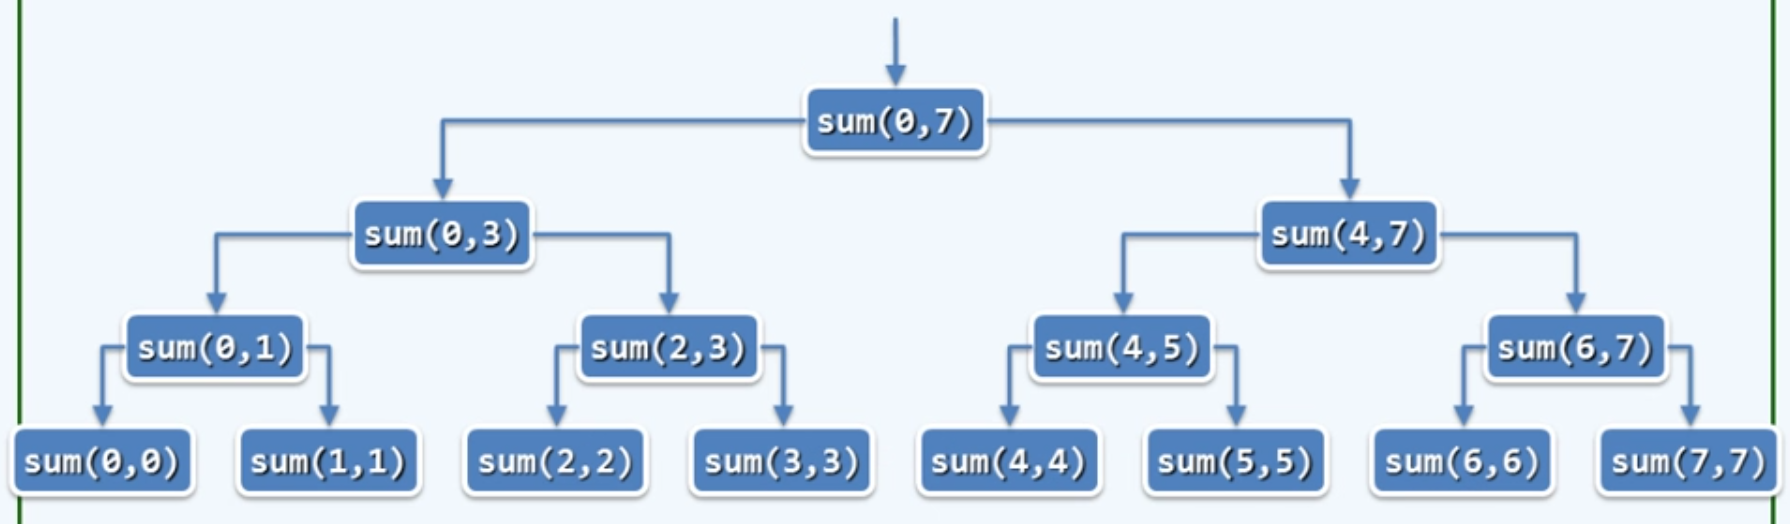 sum(0,7)
sum(0,3) sum(4,7)
sum(0,1) sum(2,3) sum(4,5) sum(6,7)
sum(0,0) sum(1,1) sum(2,2) sum(3,3) sum(4,4) sum(5,5) sum(6,6) sum(7,7)